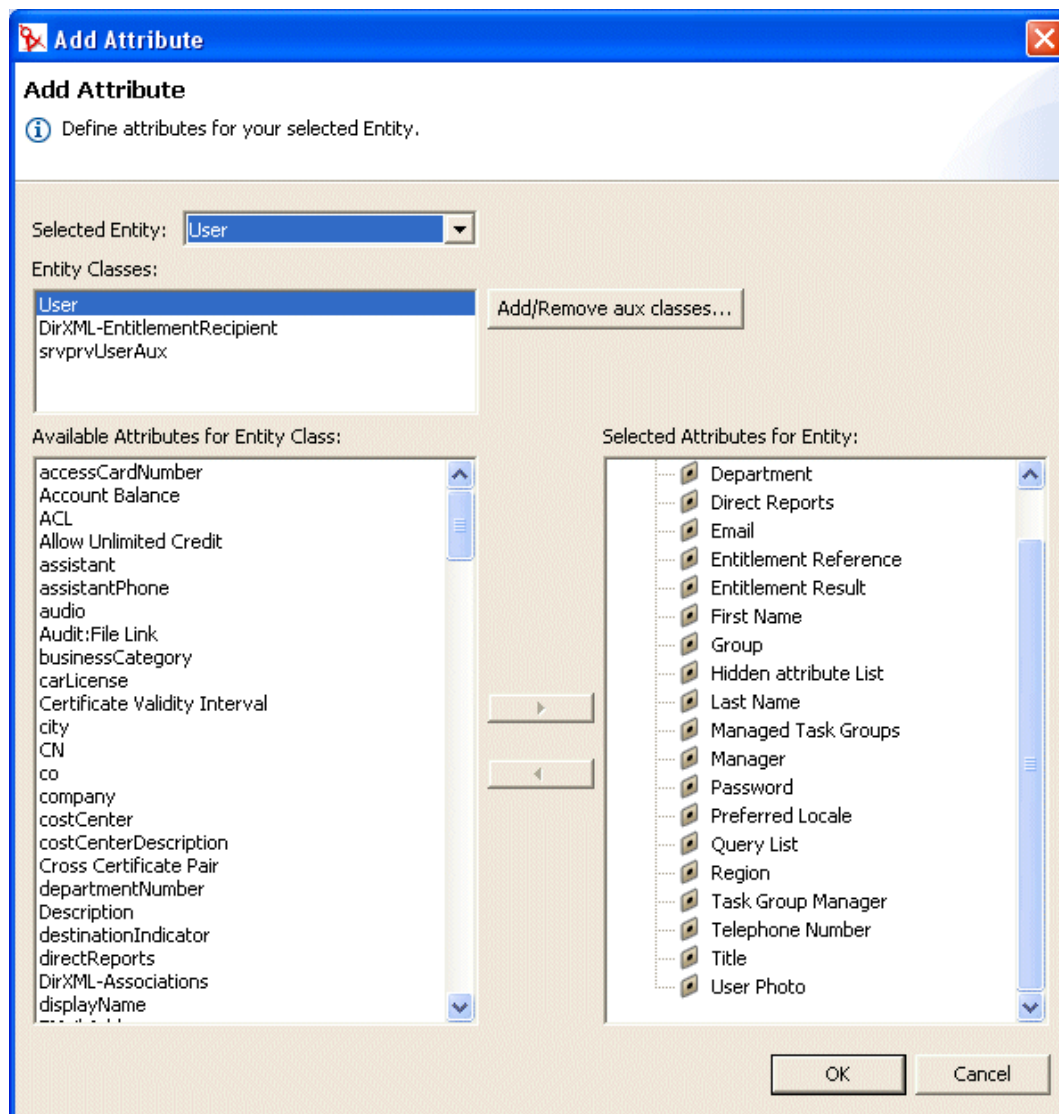 Add Attribute
Add Attribute
Define attributes for your selected Entity.
Selected Entity: User
Entity Classes:
User
DirXML-EntitlementRecipient
srvprvUserAux
Add/Remove aux classes...
Available Attributes for Entity Class:
accessCardNumber
Account Balance
ACL
Allow Unlimited Credit
assistant
assistantPhone
audio
Audit:File Link
businessCategory
carLicense
Certificate Validity Interval
city
CN
co
company
costCenter
costCenterDescription
Cross Certificate Pair
departmentNumber
Description
destinationIndicator
directReports
DirXML-Associations
displayName
Selected Attributes for Entity:
Department
Direct Reports
Email
Entitlement Reference
Entitlement Result
First Name
Group
Hidden attribute List
Last Name
Managed Task Groups
Manager
Password
Preferred Locale
Query List
Region
Task Group Manager
Telephone Number
Title
User Photo
OK
Cancel